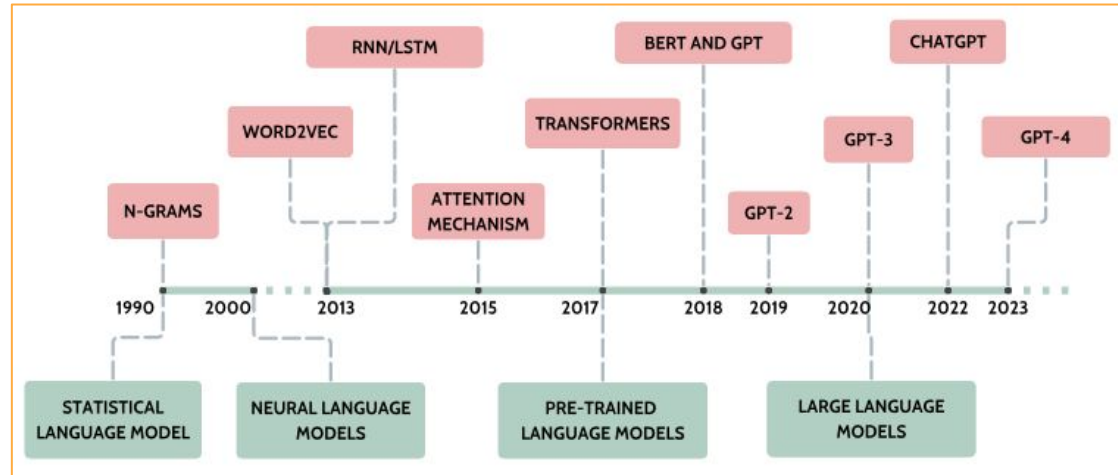 RNN/LSTM
BERT AND GPT
CHATGPT
WORD2VEC
TRANSFORMERS
GPT-3
GPT-4
N-GRAMS
ATTENTION
MECHANISM
GPT-2
1990
2000
2013
2015
2017
2018
2019
2020
2022
2023
STATISTICAL
LANGUAGE MODEL
NEURAL LANGUAGE
MODELS
PRE-TRAINED
LANGUAGE MODELS
LARGE LANGUAGE
MODELS